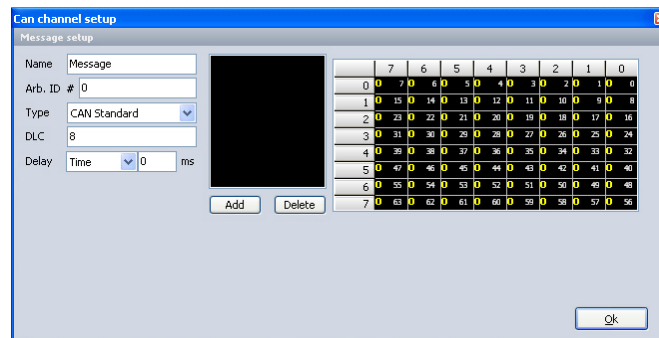 Can channel setup
Message setup
Name Message
Arb. ID # 0
Type CAN Standard
DLC 8
Delay Time 0 ms
Add Delete
7 6 5 4 3 2 1 0
0 0 7 0 6 0 5 0 4 0 3 0 2 0 1 0 0
1 0 15 0 14 0 13 0 12 0 11 0 10 0 9 0 8
2 0 23 0 22 0 21 0 20 0 19 0 18 0 17 0 16
3 0 31 0 30 0 29 0 28 0 27 0 26 0 25 0 24
4 0 39 0 38 0 37 0 36 0 35 0 34 0 33 0 32
5 0 47 0 46 0 45 0 44 0 43 0 42 0 41 0 40
6 0 55 0 54 0 53 0 52 0 51 0 50 0 49 0 48
7 0 63 0 62 0 61 0 60 0 59 0 58 0 57 0 56
Ok